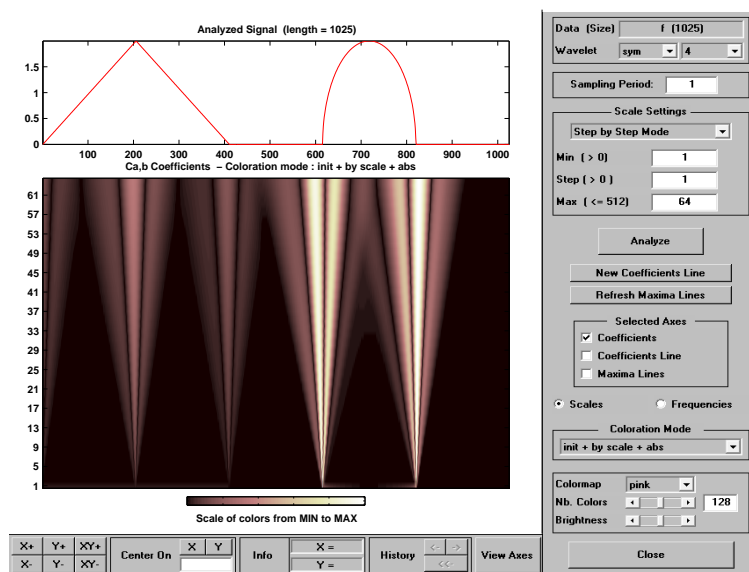 Analyzed Signal (length = 1025)
1.5
1
0.5
0
100 200 300 400 500 600 700 800 900 1000
Ca,b Coefficients - Coloration mode : init + by scale + abs
61
57
53
49
45
41
37
33
29
25
21
17
13
9
5
1
Scale of colors from MIN to MAX
Data (Size) f (1025)
Wavelet sym 4
Sampling Period: 1
Scale Settings
Step by Step Mode
Min ( > 0) 1
Step ( > 0 ) 1
Max ( <= 512) 64
Analyze
New Coefficients Line
Refresh Maxima Lines
Selected Axes
Coefficients
Coefficients Line
Maxima Lines
Scales Frequencies
Coloration Mode
init + by scale + abs
Colormap pink
Nb. Colors 128
Brightness
Close
X+ Y+ XY+
X- Y- XY-
Center On X Y
Info X =
Y =
History <- ->
<<-
View Axes